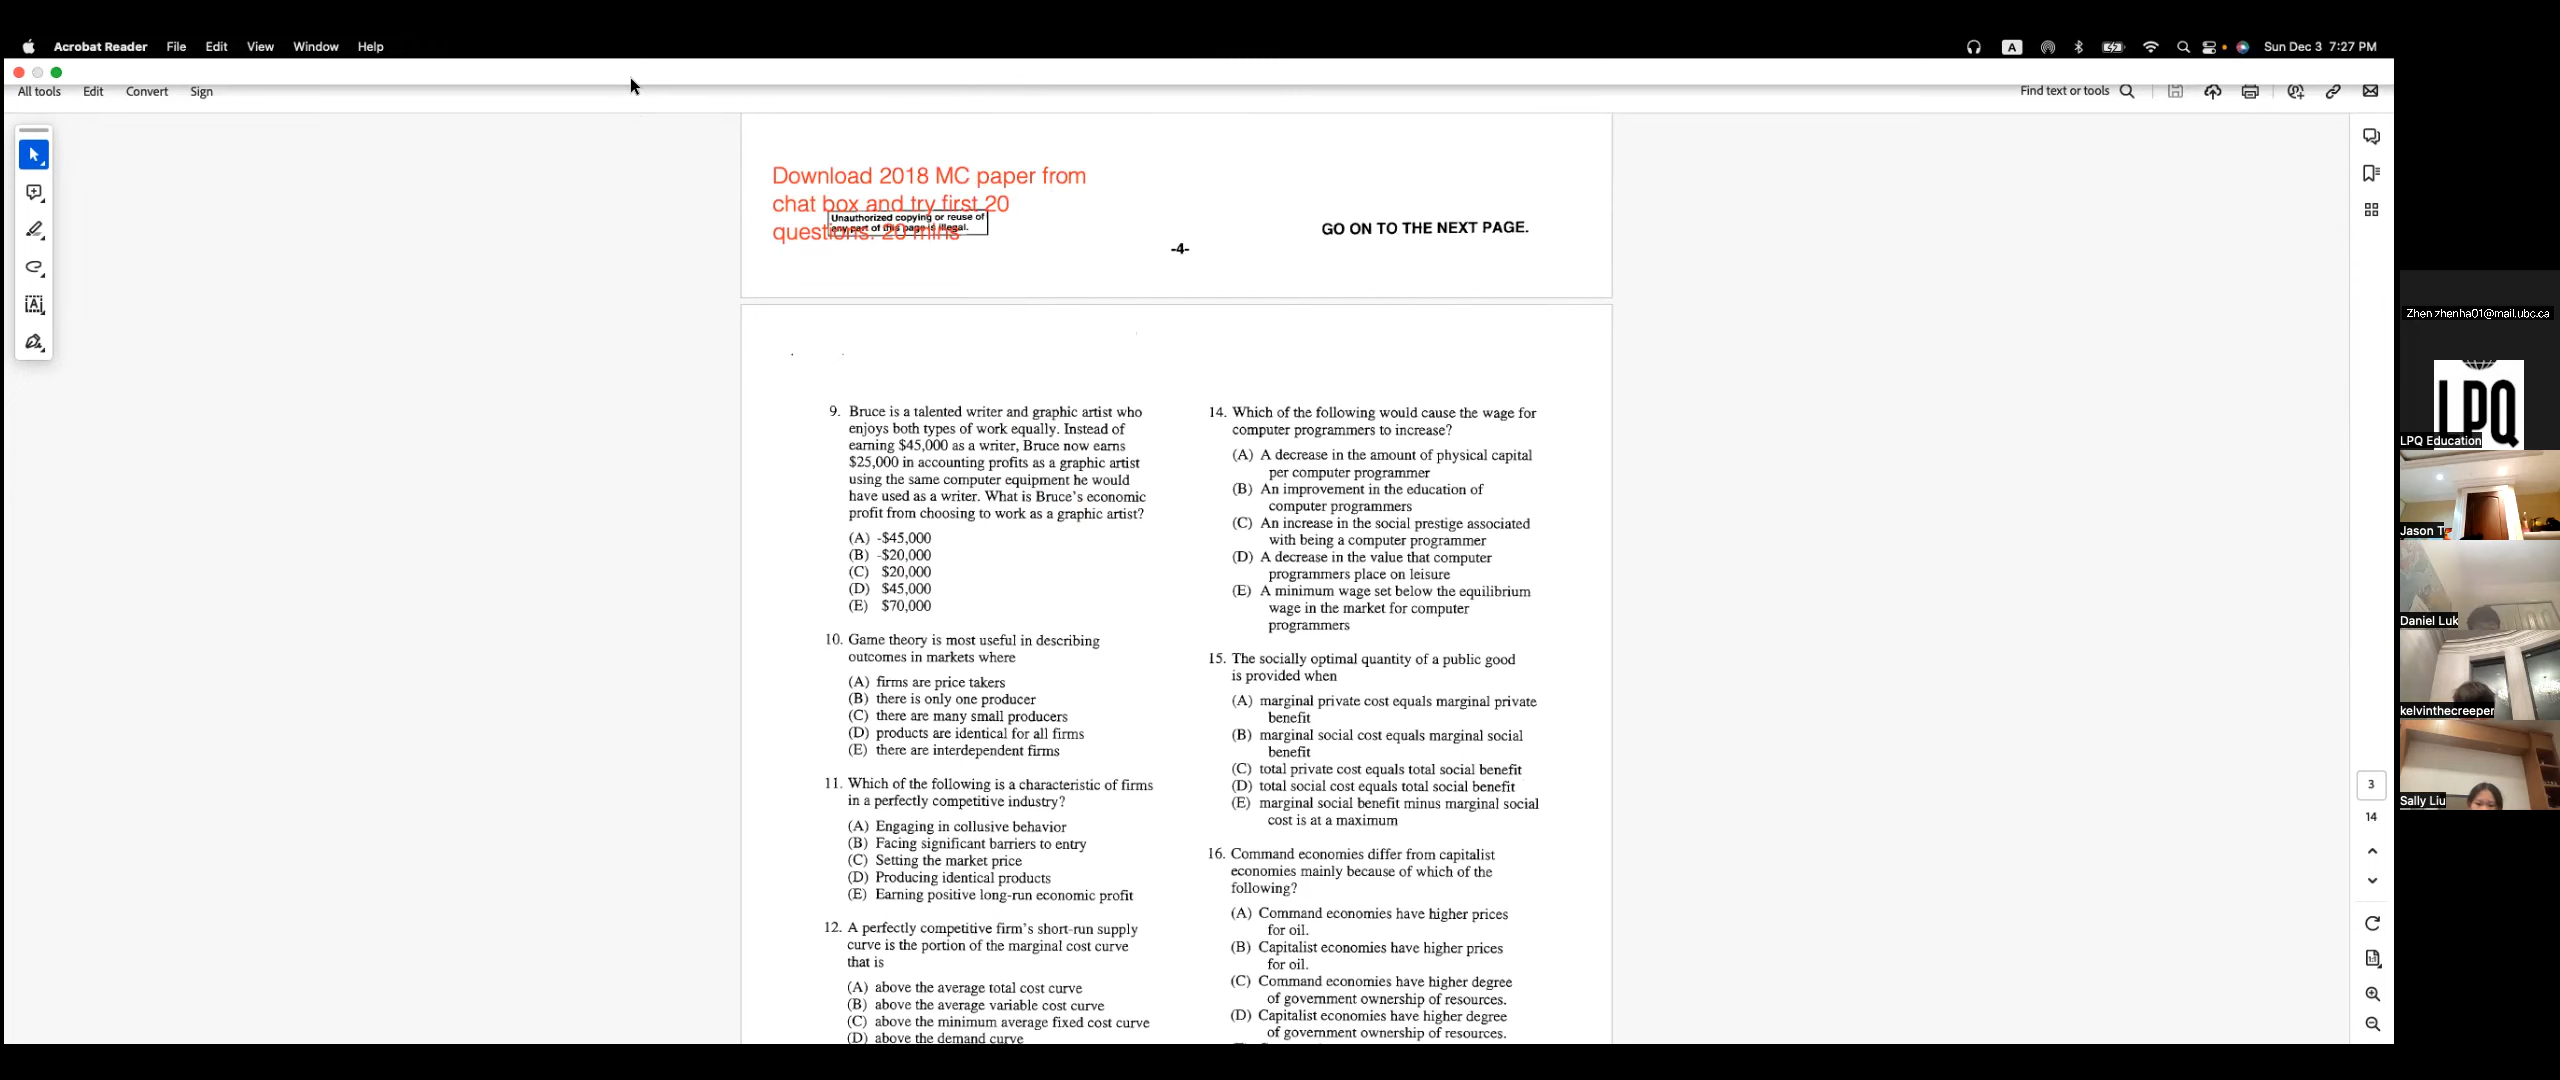 Acrobat Reader File Edit View Window Help
A
Sun Dec 3 7:27 PM
All tools Edit Convert Sign
Find text or tools
Download 2018 MC paper from
chat box and try first 20
questions. 20 mins
Unauthorized copying or reuse of
any part of this page is illegal.
GO ON TO THE NEXT PAGE.
-4-
9. Bruce is a talented writer and graphic artist who
enjoys both types of work equally. Instead of
earning $45,000 as a writer, Bruce now earns
$25,000 in accounting profits as a graphic artist
using the same computer equipment he would
have used as a writer. What is Bruce's economic
profit from choosing to work as a graphic artist?
(A) -$45,000
(B) -$20,000
(C) $20,000
(D) $45,000
(E) $70,000
10. Game theory is most useful in describing
outcomes in markets where
(A) firms are price takers
(B) there is only one producer
(C) there are many small producers
(D) products are identical for all firms
(E) there are interdependent firms
11. Which of the following is a characteristic of firms
in a perfectly competitive industry?
(A) Engaging in collusive behavior
(B) Facing significant barriers to entry
(C) Setting the market price
(D) Producing identical products
(E) Earning positive long-run economic profit
12. A perfectly competitive firm's short-run supply
curve is the portion of the marginal cost curve
that is
(A) above the average total cost curve
(B) above the average variable cost curve
(C) above the minimum average fixed cost curve
(D) above the demand curve
14. Which of the following would cause the wage for
computer programmers to increase?
(A) A decrease in the amount of physical capital
per computer programmer
(B) An improvement in the education of
computer programmers
(C) An increase in the social prestige associated
with being a computer programmer
(D) A decrease in the value that computer
programmers place on leisure
(E) A minimum wage set below the equilibrium
wage in the market for computer
programmers
15. The socially optimal quantity of a public good
is provided when
(A) marginal private cost equals marginal private
benefit
(B) marginal social cost equals marginal social
benefit
(C) total private cost equals total social benefit
(D) total social cost equals total social benefit
(E) marginal social benefit minus marginal social
cost is at a maximum
16. Command economies differ from capitalist
economies mainly because of which of the
following?
(A) Command economies have higher prices
for oil.
(B) Capitalist economies have higher prices
for oil.
(C) Command economies have higher degree
of government ownership of resources.
(D) Capitalist economies have higher degree
of government ownership of resources.
3
14
Zhen zhenha01@mail.ubc.ca
LPQ
LPQ Education
Jason T
Daniel Luk
kelvinthecreeper
Sally Liu